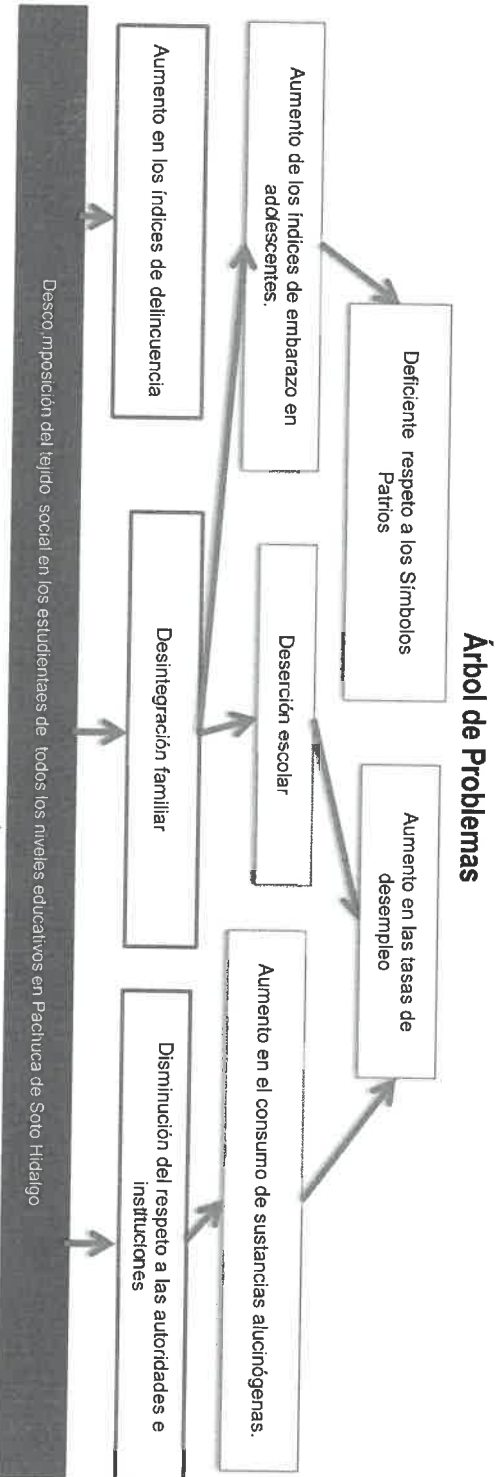 Árbol de Problemas
Deficiente respeto a los Símbolos
Patrios
Aumento en las tasas de
desempleo
Aumento de los índices de embarazo en
adolescentes.
Deserción escolar
Aumento en el consumo de sustancias alucinógenas.
Aumento en los índices de delincuencia
Desintegración familiar
Disminución del respeto a las autoridades e
instituciones
Desco,mposición del tejido social en los estudientaes de todos los niveles educativos en Pachuca de Soto Hidalgo